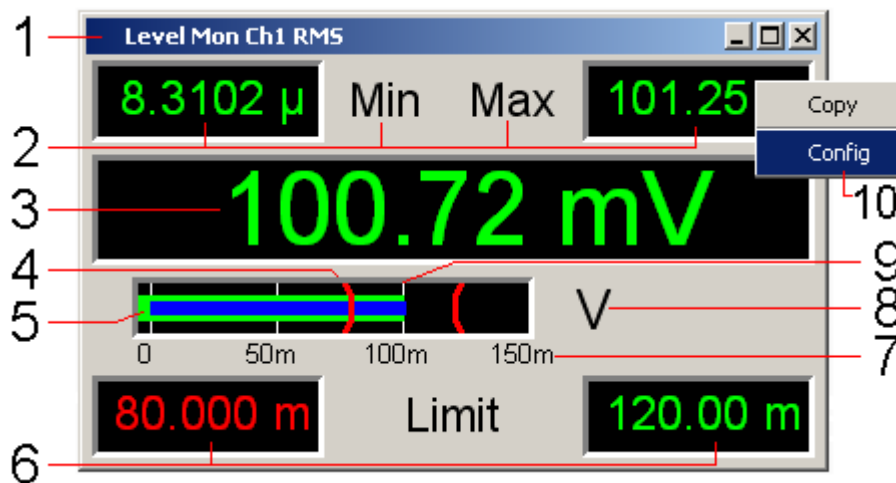 1 Level Mon Ch1 RMS
8.3102 µ Min Max 101.25
Copy
Config
2
10
3 100.72 mV
4
9
5
V 8
0 50m 100m 150m 7
80.000 m Limit 120.00 m
6